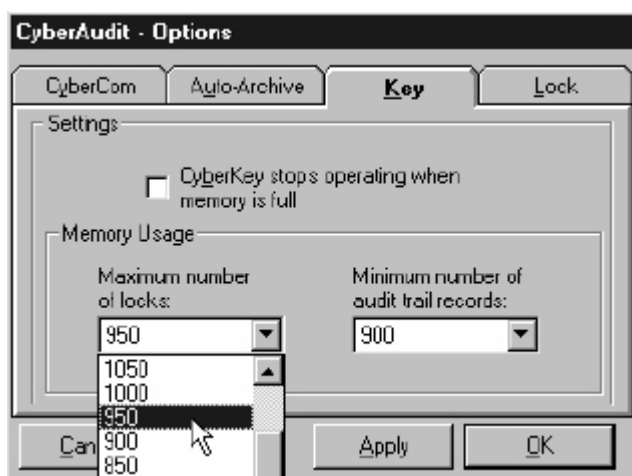 CyberAudit - Options
CyberCom
Auto-Archive
Key
Lock
Settings
CyberKey stops operating when
memory is full
Memory Usage
Maximum number
of locks:
Minimum number of
audit trail records:
950
900
1050
1000
950
900
850
Can
Apply
OK